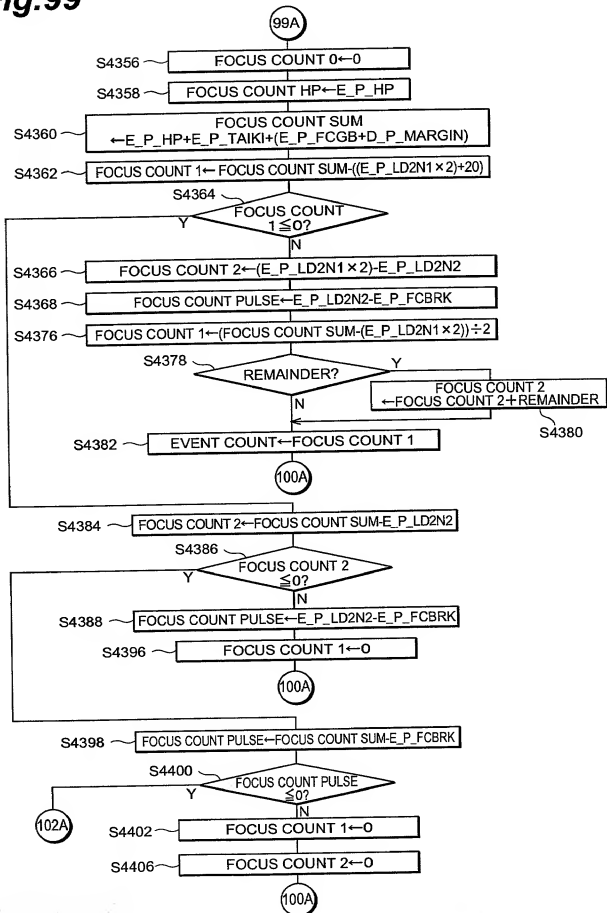 Fig.99
99A
S4356
FOCUS COUNT 0←0
S4358
FOCUS COUNT HP←E_P_HP
S4360
FOCUS COUNT SUM
←E_P_HP+E_P_TAIKI+(E_P_FCGB+D_P_MARGIN)
S4362
FOCUS COUNT 1←FOCUS COUNT SUM-((E_P_LD2N1×2)+20)
S4364
FOCUS COUNT
1≦0?
Y
N
S4366
FOCUS COUNT 2←(E_P_LD2N1×2)-E_P_LD2N2
S4368
FOCUS COUNT PULSE←E_P_LD2N2-E_P_FCBRK
S4376
FOCUS COUNT 1←(FOCUS COUNT SUM-(E_P_LD2N1×2))÷2
S4378
REMAINDER?
Y
N
FOCUS COUNT 2
←FOCUS COUNT 2+REMAINDER
S4380
S4382
EVENT COUNT←FOCUS COUNT 1
100A
S4384
FOCUS COUNT 2←FOCUS COUNT SUM-E_P_LD2N2
S4386
FOCUS COUNT 2
≦0?
Y
N
S4388
FOCUS COUNT PULSE←E_P_LD2N2-E_P_FCBRK
S4396
FOCUS COUNT 1←0
100A
S4398
FOCUS COUNT PULSE←FOCUS COUNT SUM-E_P_FCBRK
S4400
FOCUS COUNT PULSE
≦0?
Y
N
102A
S4402
FOCUS COUNT 1←0
S4406
FOCUS COUNT 2←0
100A